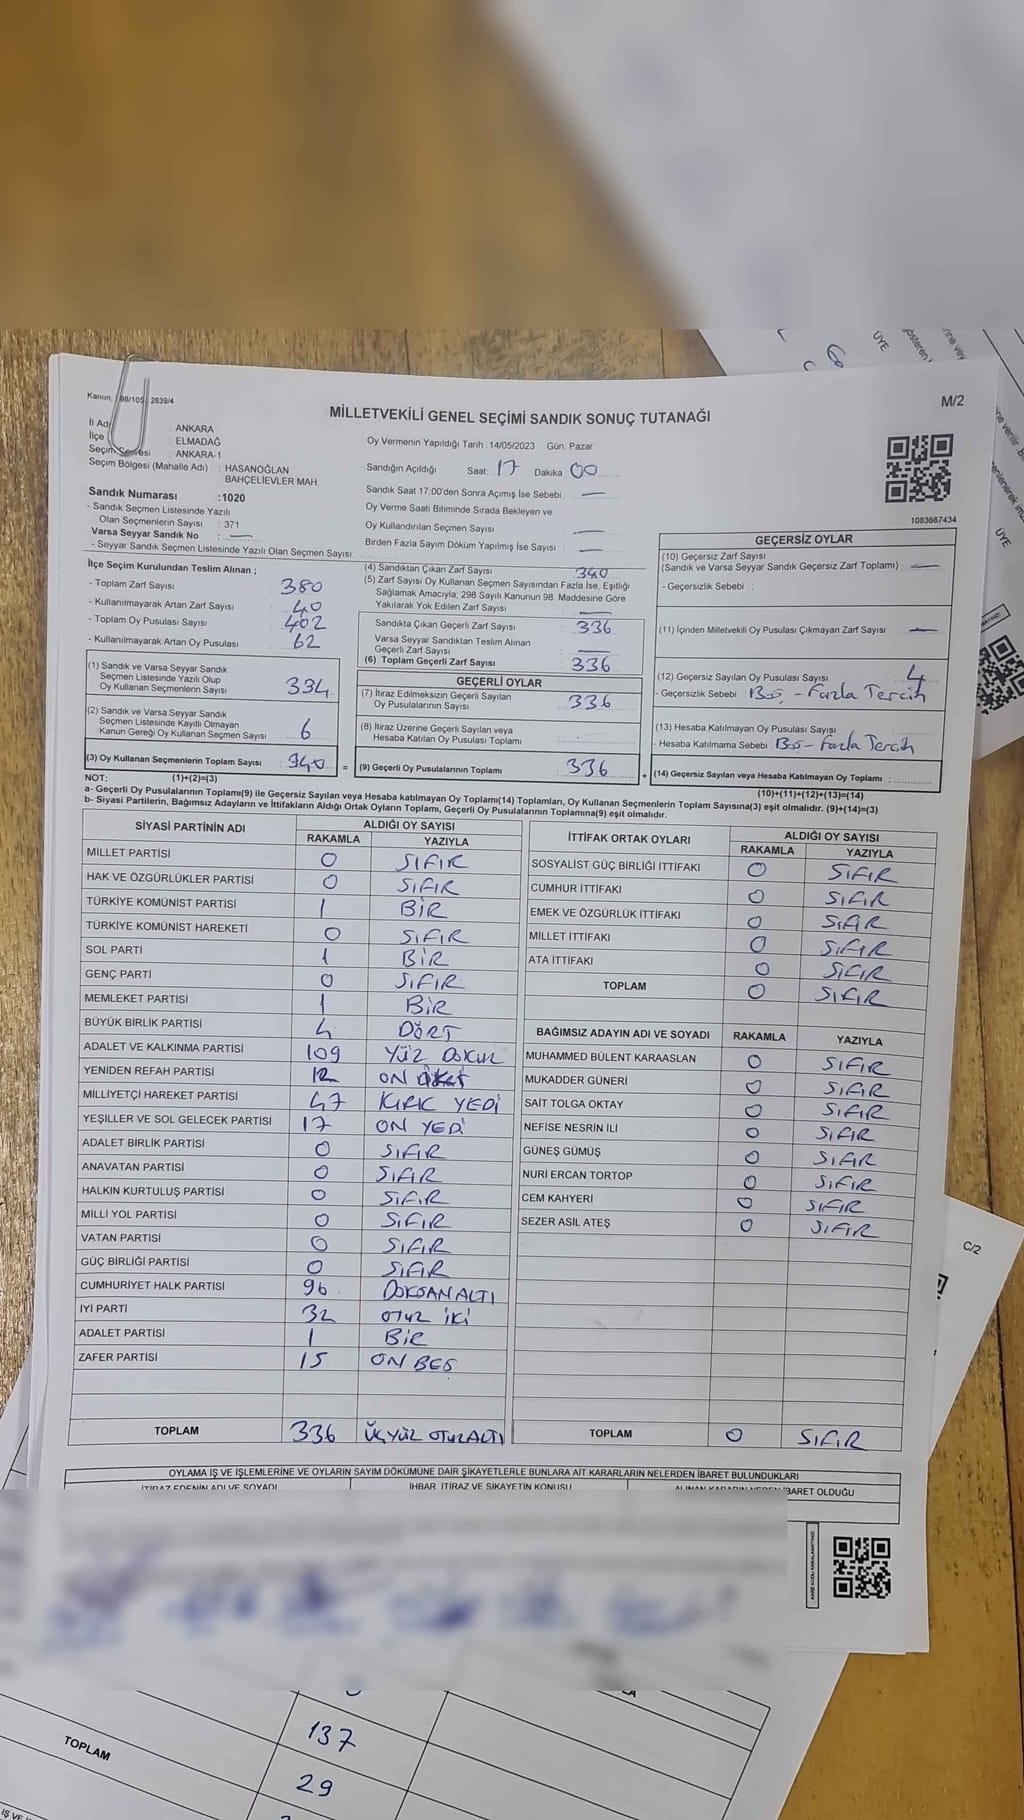 Kanun: 298/105, 2839/4
M/2
MİLLETVEKİLİ GENEL SEÇİMİ SANDIK SONUÇ TUTANAĞI
İl Adı : ANKARA
İlçe : ELMADAĞ
Seçim Çevresi : ANKARA-1
Seçim Bölgesi (Mahalle Adı) : HASANOĞLAN
BAHÇELİEVLER MAH.
Sandık Numarası :1020
- Sandık Seçmen Listesinde Yazılı
Olan Seçmenlerin Sayısı : 371
Varsa Seyyar Sandık No : —
- Seyyar Sandık Seçmen Listesinde Yazılı Olan Seçmen Sayısı:
Oy Vermenin Yapıldığı Tarih : 14/05/2023 Gün: Pazar
Sandığın Açıldığı Saat: 17 Dakika 00
Sandık Saat 17:00'den Sonra Açımış İse Sebebi : —
Oy Verme Saati Bitiminde Sırada Bekleyen ve
Oy Kullandırılan Seçmen Sayısı : —
Birden Fazla Sayım Döküm Yapılmış İse Sayısı : —
1083667434
İlçe Seçim Kurulundan Teslim Alınan ;
- Toplam Zarf Sayısı : 380
- Kullanılmayarak Artan Zarf Sayısı : 40
- Toplam Oy Pusulası Sayısı : 402
- Kullanılmayarak Artan Oy Pusulası : 62
(1) Sandık ve Varsa Seyyar Sandık
Seçmen Listesinde Yazılı Olup
Oy Kullanan Seçmenlerin Sayısı : 334
(2) Sandık ve Varsa Seyyar Sandık
Seçmen Listesinde Kayıtlı Olmayan
Kanun Gereği Oy Kullanan Seçmen Sayısı : 6
(3) Oy Kullanan Seçmenlerin Toplam Sayısı : 340 =
(4) Sandıktan Çıkan Zarf Sayısı : 340
(5) Zarf Sayısı Oy Kullanan Seçmen Sayısından Fazla İse, Eşitliği
Sağlamak Amacıyla; 298 Sayılı Kanunun 98. Maddesine Göre
Yakılarak Yok Edilen Zarf Sayısı : —
Sandıkta Çıkan Geçerli Zarf Sayısı : 336
Varsa Seyyar Sandıktan Teslim Alınan
Geçerli Zarf Sayısı : —
(6) Toplam Geçerli Zarf Sayısı : 336
GEÇERLİ OYLAR
(7) İtiraz Edilmeksizin Geçerli Sayılan
Oy Pusulalarının Sayısı : 336
(8) İtiraz Üzerine Geçerli Sayılan veya
Hesaba Katılan Oy Pusulası Toplamı :
(9) Geçerli Oy Pusulalarının Toplamı : 336 +
GEÇERSİZ OYLAR
(10) Geçersiz Zarf Sayısı
(Sandık ve Varsa Seyyar Sandık Geçersiz Zarf Toplamı) : —
- Geçersizlik Sebebi :
(11) İçinden Milletvekili Oy Pusulası Çıkmayan Zarf Sayısı : —
(12) Geçersiz Sayılan Oy Pusulası Sayısı : 4
- Geçersizlik Sebebi : Boş - Fazla Tercih
(13) Hesaba Katılmayan Oy Pusulası Sayısı :
- Hesaba Katılmama Sebebi : Boş - Fazla Tercih
(14) Geçersiz Sayılan veya Hesaba Katılmayan Oy Toplamı :
NOT: (1)+(2)=(3)
(10)+(11)+(12)+(13)=(14)
a- Geçerli Oy Pusulaları Toplamı(9) ile Geçersiz Sayılan veya Hesaba katılmayan Oy Toplamı(14) Toplamları, Oy Kullanan Seçmenlerin Toplam Sayısına(3) eşit olmalıdır. (9)+(14)=(3)
b- Siyasi Partilerin, Bağımsız Adayların ve İttifakların Aldığı Ortak Oyların Toplamı, Geçerli Oy Pusulalarının Toplamına(9) eşit olmalıdır.
SİYASİ PARTİNİN ADI ALDIĞI OY SAYISI
RAKAMLA YAZIYLA
MİLLET PARTİSİ 0 SIFIR
HAK VE ÖZGÜRLÜKLER PARTİSİ 0 SIFIR
TÜRKİYE KOMÜNİST PARTİSİ 1 BİR
TÜRKİYE KOMÜNİST HAREKETİ 0 SIFIR
SOL PARTİ 1 BİR
GENÇ PARTİ 0 SIFIR
MEMLEKET PARTİSİ 1 BİR
BÜYÜK BİRLİK PARTİSİ 4 DÖRT
ADALET VE KALKINMA PARTİSİ 109 YÜZ DOKUZ
YENİDEN REFAH PARTİSİ 12 ON
MİLLİYETÇİ HAREKET PARTİSİ 47 KIRK YEDİ
YEŞİLLER VE SOL GELECEK PARTİSİ 17 ON YEDİ
ADALET BİRLİK PARTİSİ 0 SIFIR
ANAVATAN PARTİSİ 0 SIFIR
HALKIN KURTULUŞ PARTİSİ 0 SIFIR
MİLLİ YOL PARTİSİ 0 SIFIR
VATAN PARTİSİ 0 SIFIR
GÜÇ BİRLİĞİ PARTİSİ 0 SIFIR
CUMHURİYET HALK PARTİSİ 96 DOKSAN ALTI
İYİ PARTİ 32 OTUZ İKİ
ADALET PARTİSİ 1 BİR
ZAFER PARTİSİ 15 ON BEŞ
TOPLAM 336 ÜÇYÜZ OTUZALTI
İTTİFAK ORTAK OYLARI ALDIĞI OY SAYISI
RAKAMLA YAZIYLA
SOSYALİST GÜÇ BİRLİĞİ İTTİFAKI 0 SIFIR
CUMHUR İTTİFAKI 0 SIFIR
EMEK VE ÖZGÜRLÜK İTTİFAKI 0 SIFIR
MİLLET İTTİFAKI 0 SIFIR
ATA İTTİFAKI 0 SIFIR
TOPLAM 0 SIFIR
BAĞIMSIZ ADAYIN ADI VE SOYADI RAKAMLA YAZIYLA
MUHAMMED BÜLENT KARAASLAN 0 SIFIR
MUKADDER GÜNERİ 0 SIFIR
SAİT TOLGA OKTAY 0 SIFIR
NEFİSE NESRİN İLİ 0 SIFIR
GÜNEŞ GÜMÜŞ 0 SIFIR
NURİ ERCAN TORTOP 0 SIFIR
CEM KAHYERİ 0 SIFIR
SEZER ASİL ATEŞ 0 SIFIR
TOPLAM 0 SIFIR
OYLAMA İŞ VE İŞLEMLERİNE VE OYLARIN SAYIM DÖKÜMÜNE DAİR ŞİKAYETLERLE BUNLARA AİT KARARLARIN NELERDEN İBARET BULUNDUKLARI
İTİRAZ EDENİN ADI VE SOYADI İHBAR, İTİRAZ VE ŞİKAYETİN KONUSU ALINAN KARARIN NEDEN İBARET OLDUĞU
ÜYE
ÜYE
C/2
137
TOPLAM
29